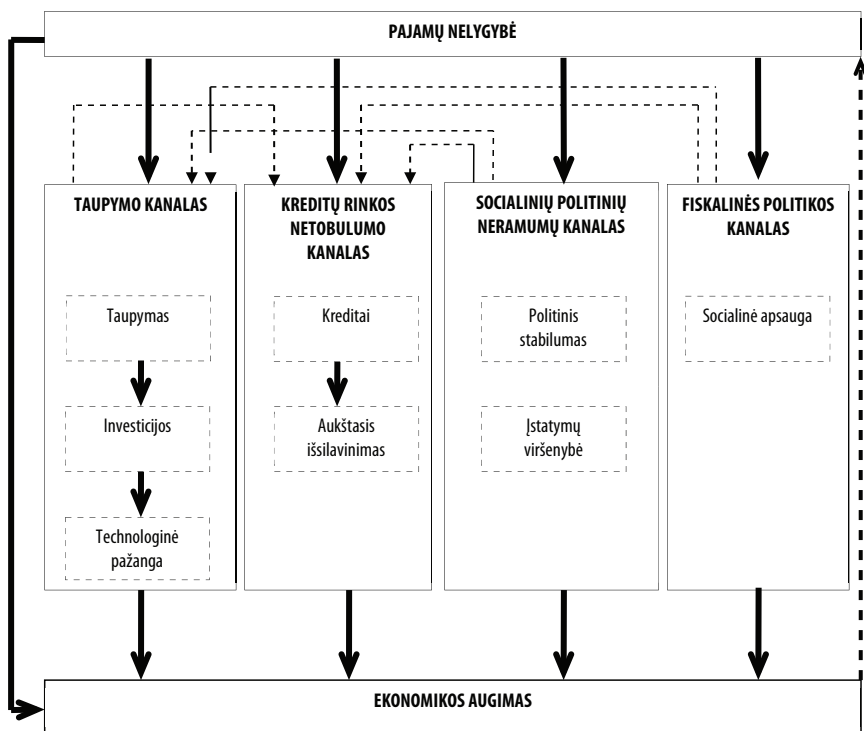 PAJAMŲ NELYGYBĖ
TAUPYMO KANALAS
Taupymas
Investicijos
Technologinė
pažanga
KREDITŲ RINKOS
NETOBULUMO
KANALAS
Kreditai
Aukštasis
išsilavinimas
SOCIALINIŲ POLITINIŲ
NERAMUMŲ KANALAS
Politinis
stabilumas
Įstatymų
viršenybė
FISKALINĖS POLITIKOS
KANALAS
Socialinė apsauga
EKONOMIKOS AUGIMAS